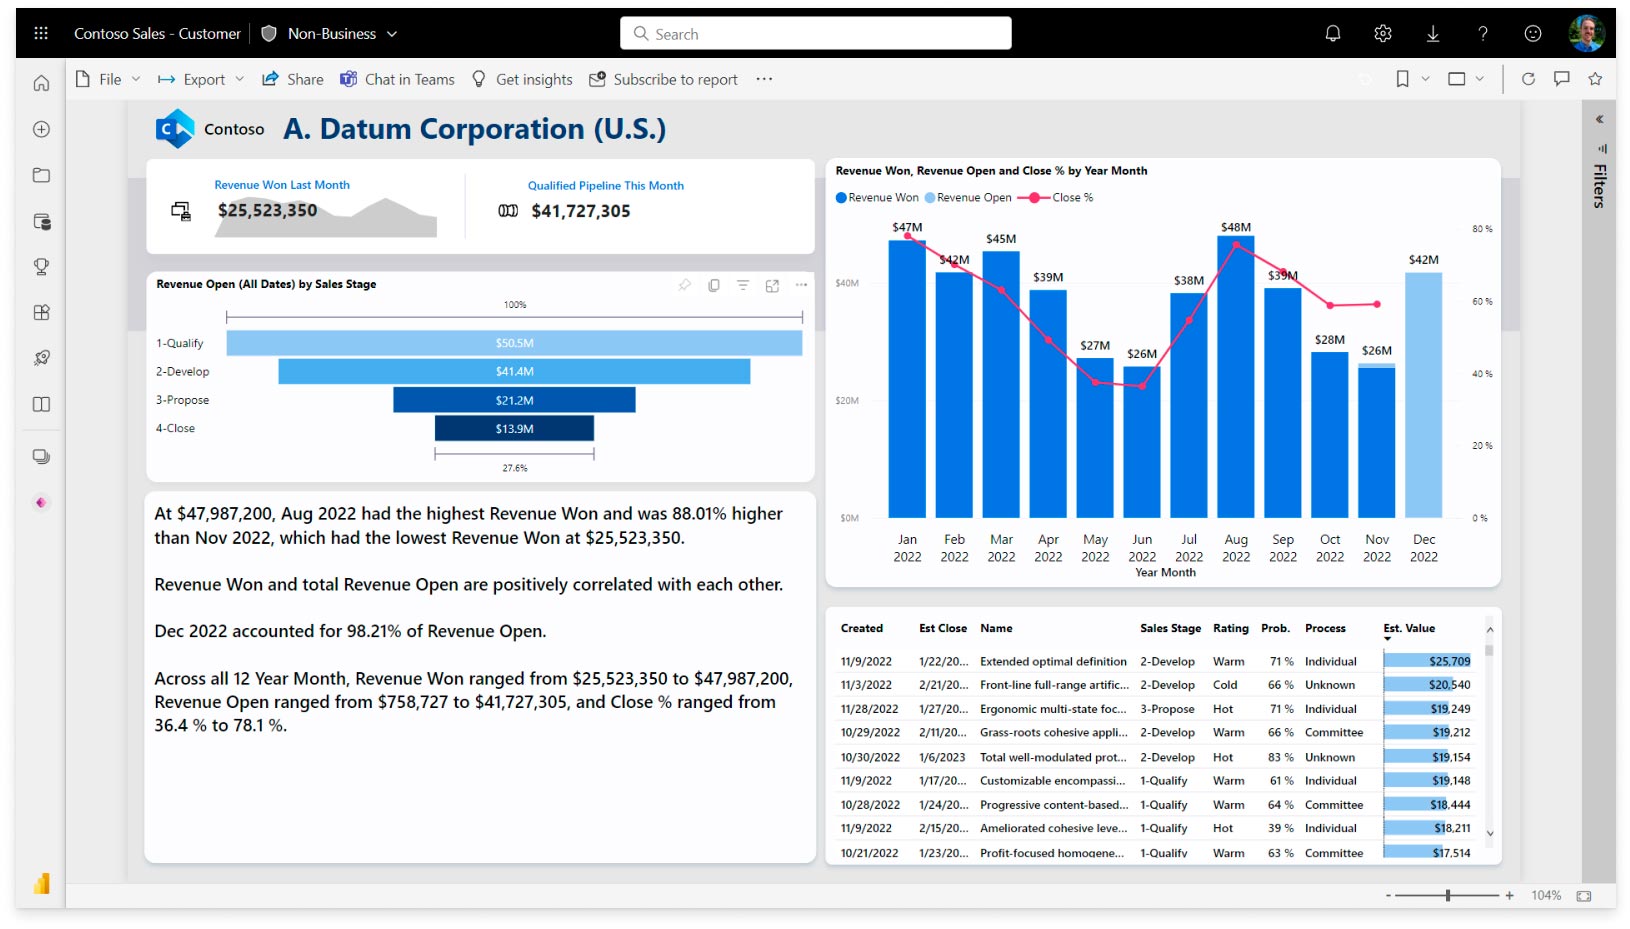 Contoso Sales - Customer
Non-Business
Search
File
Export
Share
Chat in Teams
Get insights
Subscribe to report
Contoso
A. Datum Corporation (U.S.)
Filters
Revenue Won Last Month
$25,523,350
Qualified Pipeline This Month
$41,727,305
Revenue Open (All Dates) by Sales Stage
100%
1-Qualify $50.5M
2-Develop $41.4M
3-Propose $21.2M
4-Close $13.9M
27.6%
At $47,987,200, Aug 2022 had the highest Revenue Won and was 88.01% higher
than Nov 2022, which had the lowest Revenue Won at $25,523,350.
Revenue Won and total Revenue Open are positively correlated with each other.
Dec 2022 accounted for 98.21% of Revenue Open.
Across all 12 Year Month, Revenue Won ranged from $25,523,350 to $47,987,200,
Revenue Open ranged from $758,727 to $41,727,305, and Close % ranged from
36.4 % to 78.1 %.
Revenue Won, Revenue Open and Close % by Year Month
Revenue Won Revenue Open Close %
$47M $42M $45M $39M $27M $26M $38M $48M $39M $28M $26M $42M
$40M
$20M
$0M
80 %
60 %
40 %
20 %
0 %
Jan Feb Mar Apr May Jun Jul Aug Sep Oct Nov Dec
2022 2022 2022 2022 2022 2022 2022 2022 2022 2022 2022 2022
Year Month
Created Est Close Name Sales Stage Rating Prob. Process Est. Value
11/9/2022 1/22/20... Extended optimal definition 2-Develop Warm 71 % Individual $25,709
11/3/2022 2/21/20... Front-line full-range artific... 2-Develop Cold 66 % Unknown $20,540
11/28/2022 1/27/20... Ergonomic multi-state foc... 3-Propose Hot 71 % Individual $19,249
10/29/2022 2/11/20... Grass-roots cohesive appli... 2-Develop Warm 66 % Committee $19,212
10/30/2022 1/6/2023 Total well-modulated prot... 2-Develop Hot 83 % Unknown $19,154
11/9/2022 1/17/20... Customizable encompassi... 1-Qualify Warm 61 % Individual $19,148
10/28/2022 1/24/20... Progressive content-based... 1-Qualify Warm 64 % Committee $18,444
11/9/2022 2/15/20... Ameliorated cohesive leve... 1-Qualify Hot 39 % Individual $18,211
10/21/2022 1/23/20... Profit-focused homogene... 1-Qualify Warm 63 % Committee $17,514
- + 104%